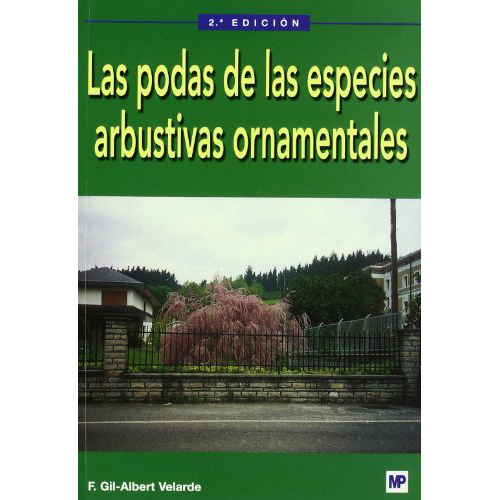 2.ª EDICIÓN
Las podas de las especies
arbustivas ornamentales
F. Gil-Albert Velarde
MP